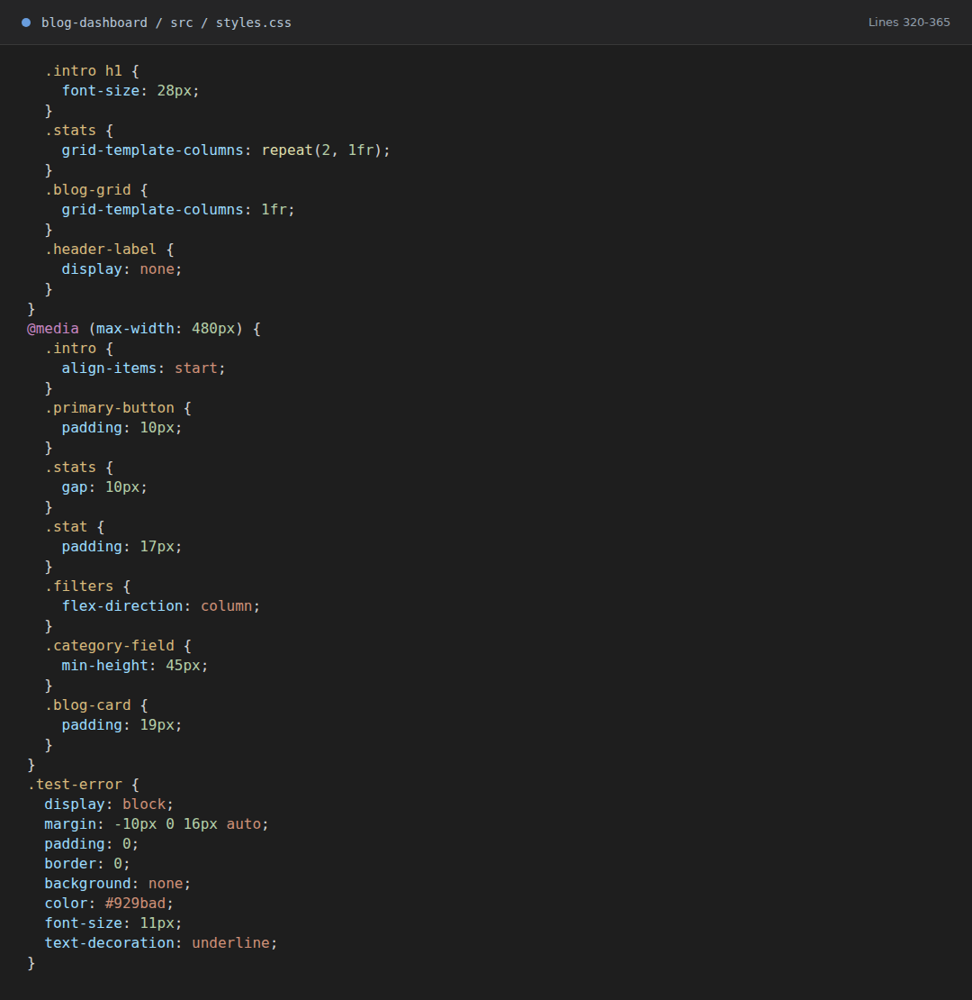 blog-dashboard / src / styles.css
Lines 320-365
  .intro h1 {
    font-size: 28px;
  }
  .stats {
    grid-template-columns: repeat(2, 1fr);
  }
  .blog-grid {
    grid-template-columns: 1fr;
  }
  .header-label {
    display: none;
  }
}
@media (max-width: 480px) {
  .intro {
    align-items: start;
  }
  .primary-button {
    padding: 10px;
  }
  .stats {
    gap: 10px;
  }
  .stat {
    padding: 17px;
  }
  .filters {
    flex-direction: column;
  }
  .category-field {
    min-height: 45px;
  }
  .blog-card {
    padding: 19px;
  }
}
.test-error {
  display: block;
  margin: -10px 0 16px auto;
  padding: 0;
  border: 0;
  background: none;
  color: #929bad;
  font-size: 11px;
  text-decoration: underline;
}